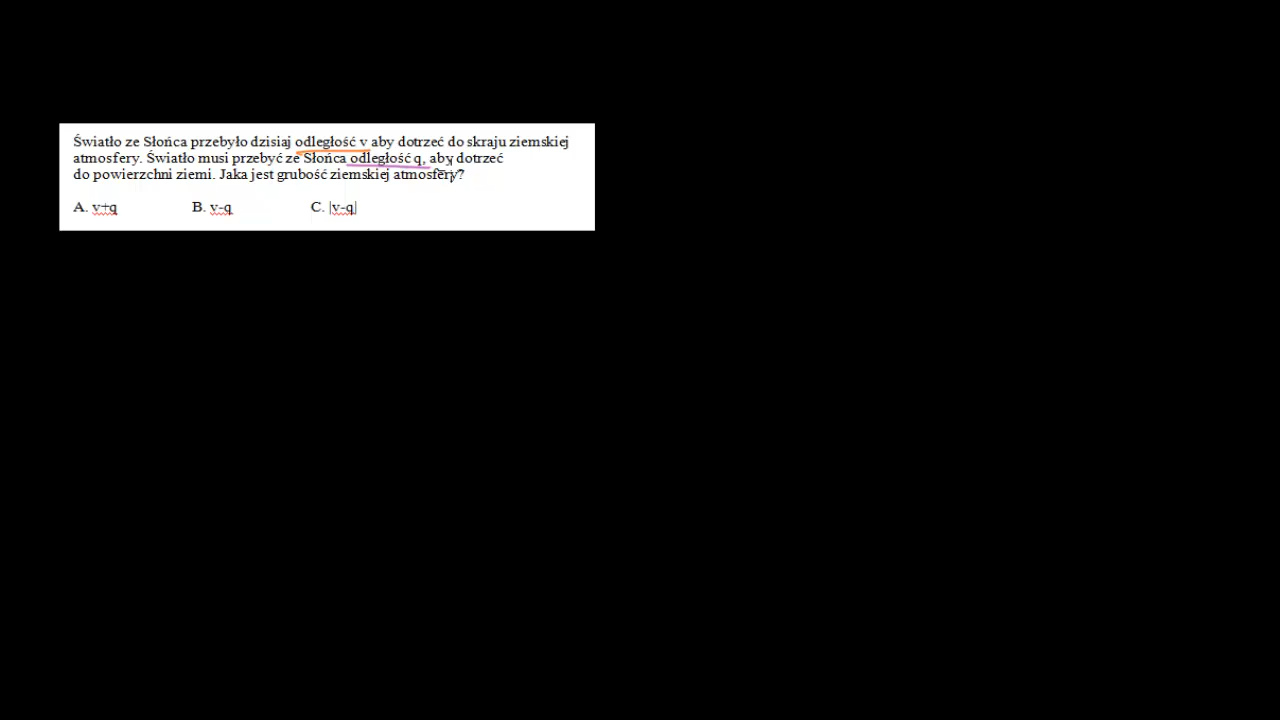 Światło ze Słońca przebyło dzisiaj odległość v aby dotrzeć do skraju ziemskiej
atmosfery. Światło musi przebyć ze Słońca odległość q, aby dotrzeć
do powierzchni ziemi. Jaka jest grubość ziemskiej atmosfery?
A. v+q B. v-q C. |v-q|